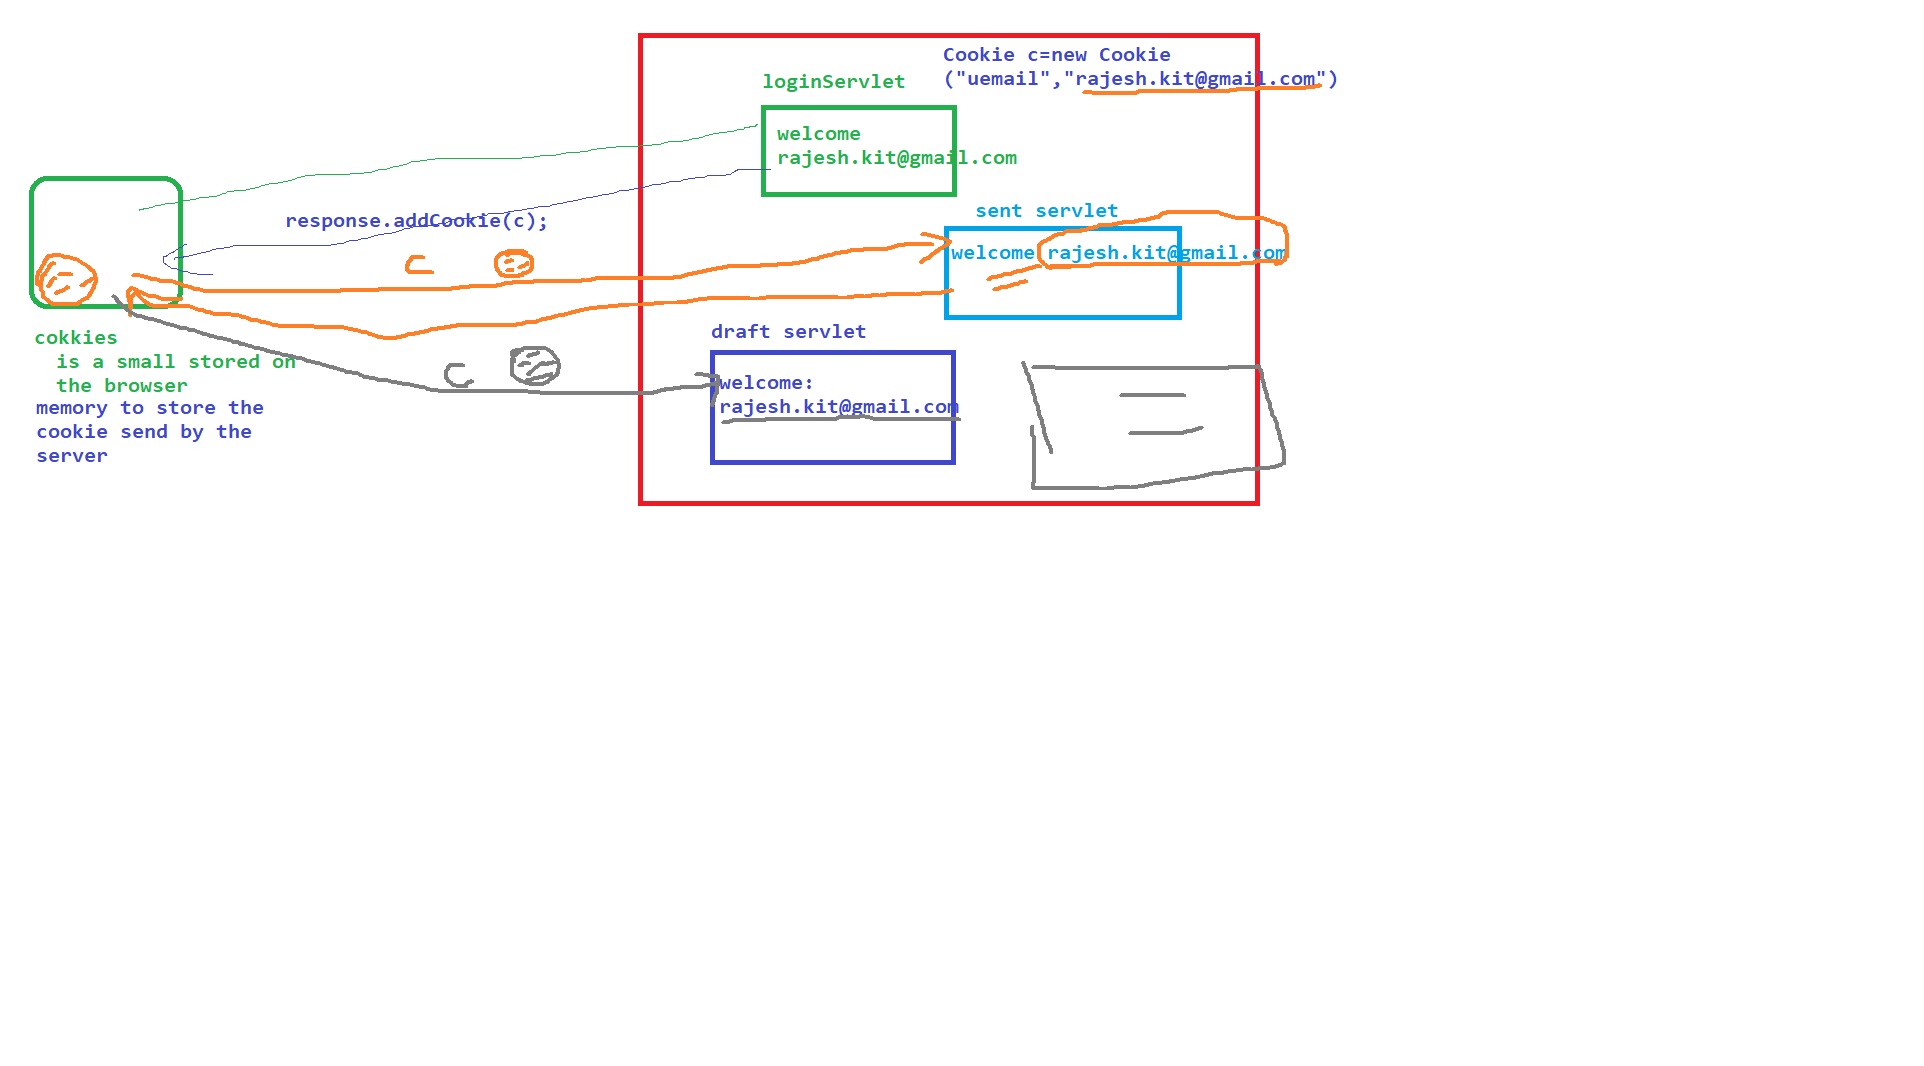 Cookie c=new Cookie
("uemail","rajesh.kit@gmail.com")
loginServlet
welcome
rajesh.kit@gmail.com
response.addCookie(c);
c
sent servlet
welcome rajesh.kit@gmail.com
cokkies
is a small stored on
the browser
memory to store the
cookie send by the
server
c
draft servlet
welcome:
rajesh.kit@gmail.com